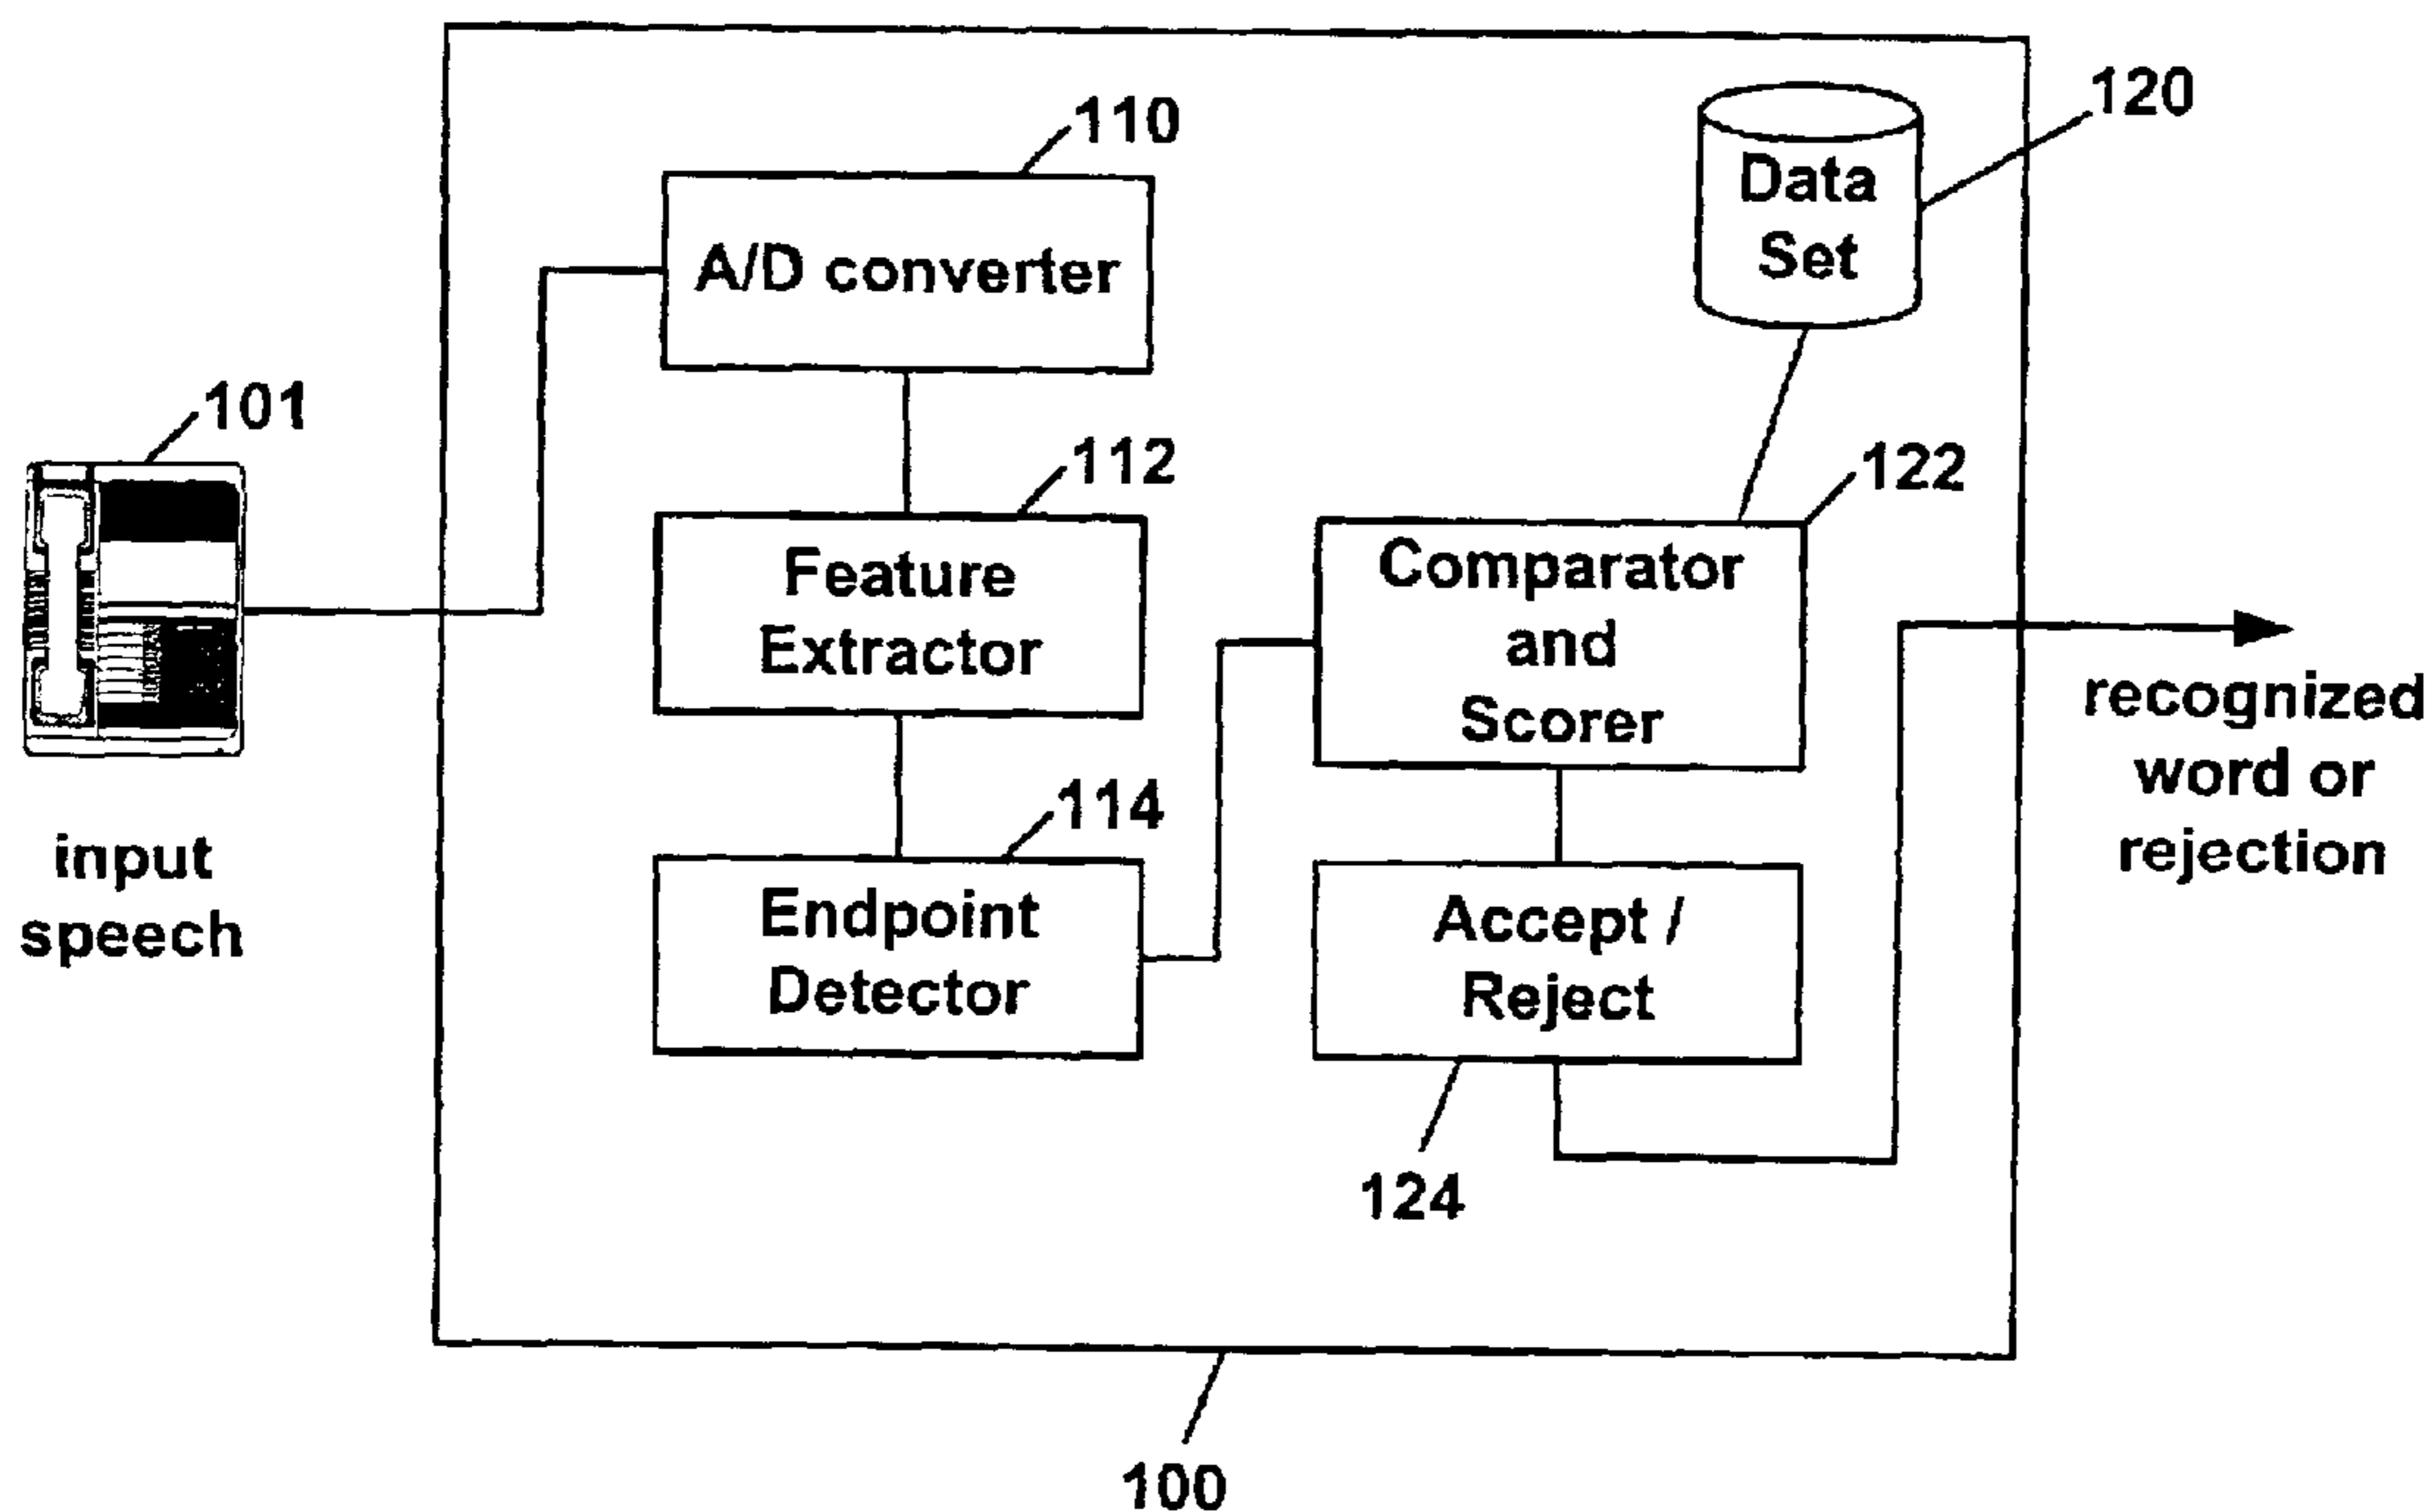 110
A/D converter
120
Data
Set
101
input
speech
112
Feature
Extractor
122
Comparator
and
Scorer
114
Endpoint
Detector
Accept /
Reject
124
recognized
word or
rejection
100